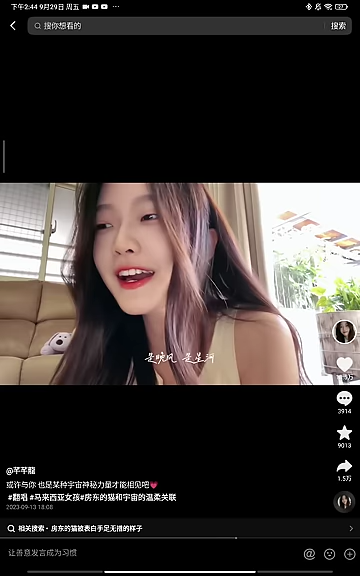 下午2:44 9月29日 周五
搜你想看的
搜索
是晚风 是星河
3914
9013
1.5万
@芊芊龍
或许与你 也是某种宇宙神秘力量才能相见吧💗
#翻唱 #马来西亚女孩#房东的猫和宇宙的温柔关联
2023-09-13 18:08
相关搜索 · 房东的猫被表白手足无措的样子
让善意发言成为习惯